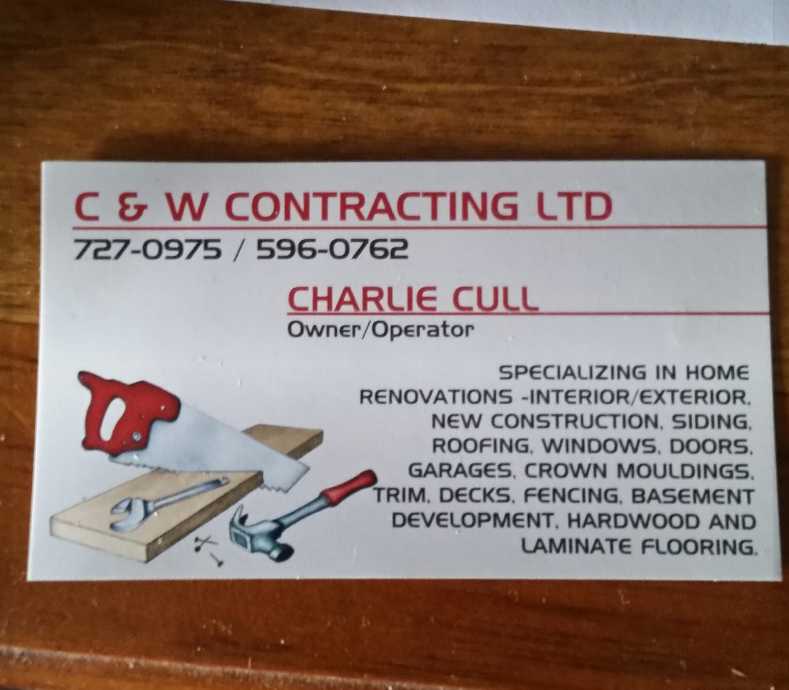 C & W CONTRACTING LTD
727-0975 / 596-0762
CHARLIE CULL
Owner/Operator
SPECIALIZING IN HOME
RENOVATIONS -INTERIOR/EXTERIOR,
NEW CONSTRUCTION, SIDING,
ROOFING, WINDOWS, DOORS,
GARAGES, CROWN MOULDINGS,
TRIM, DECKS, FENCING, BASEMENT
DEVELOPMENT, HARDWOOD AND
LAMINATE FLOORING.